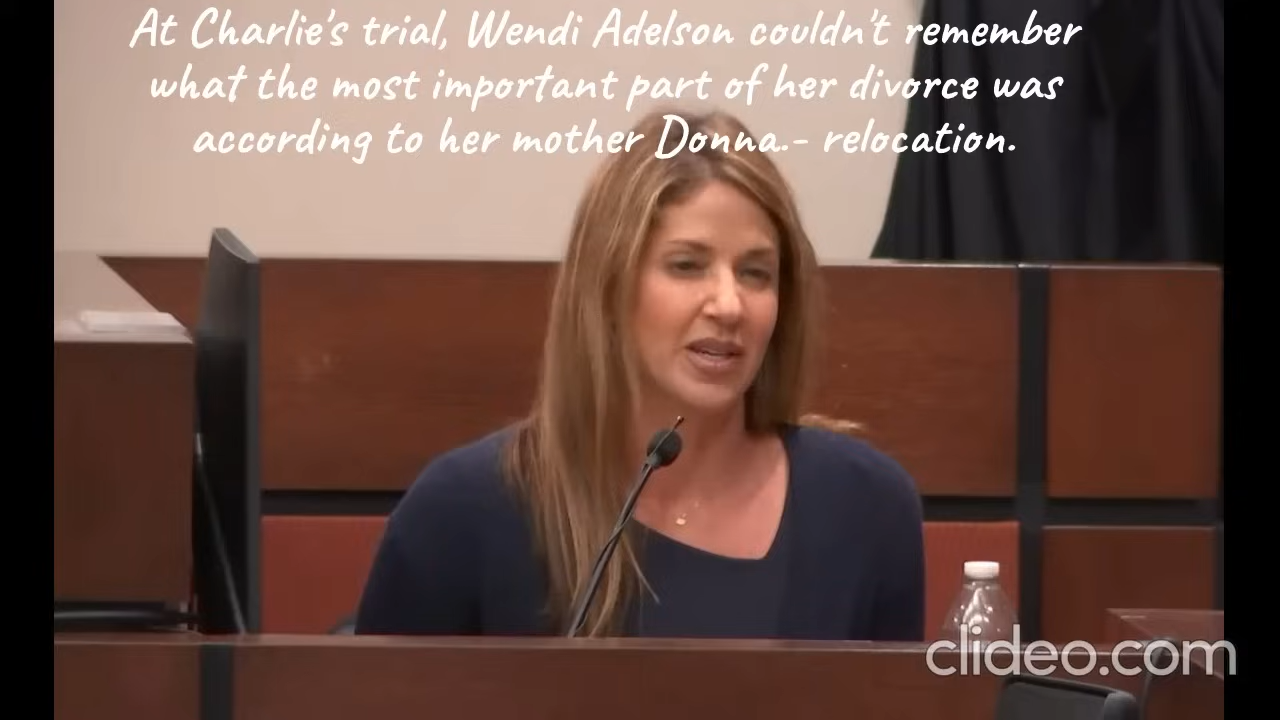 At Charlie's trial, Wendi Adelson couldn't remember
what the most important part of her divorce was
according to her mother Donna.- relocation.
clideo.com